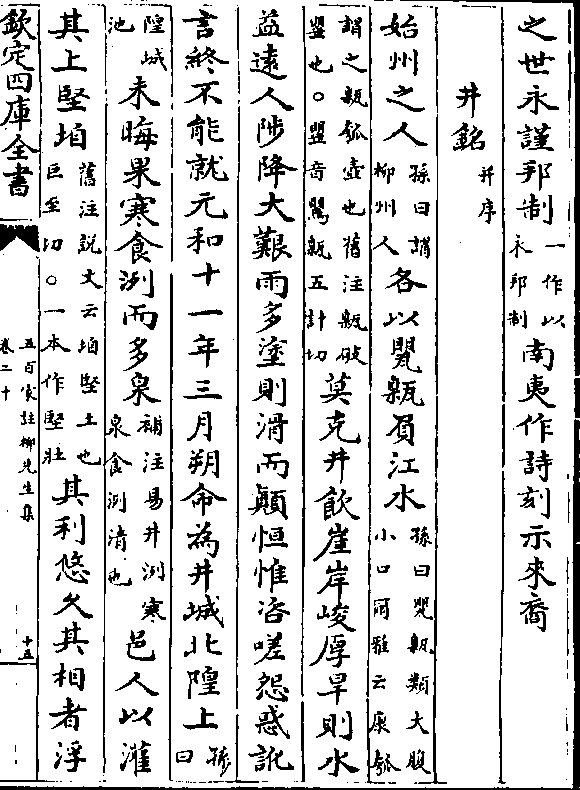 之世永謹邦制一作以永邦制南夷作詩刻示來裔
井銘并序
始州之人孫曰謂柳州人各以甖甈負江水孫曰甖甈類大腹小口爾雅云康瓠
謂之甈瓠壺也舊注甈破甖也○甖音鸎甈五計切莫克井飲崖岸峻厚旱則水
益遠人陟降大艱雨多塗則滑而顛恒惟咨嗟怨惑訛
言終不能就元和十一年三月朔命為井城北隍上孫曰
隍城池未晦果寒食洌而多泉補注易井洌寒泉食洌清也邑人以灌
其上堅垍舊注說文云垍堅土也巨至切○一本作堅壯其利悠久其相者浮
欽定四庫全書
五百家註柳先生集
卷二十
十五